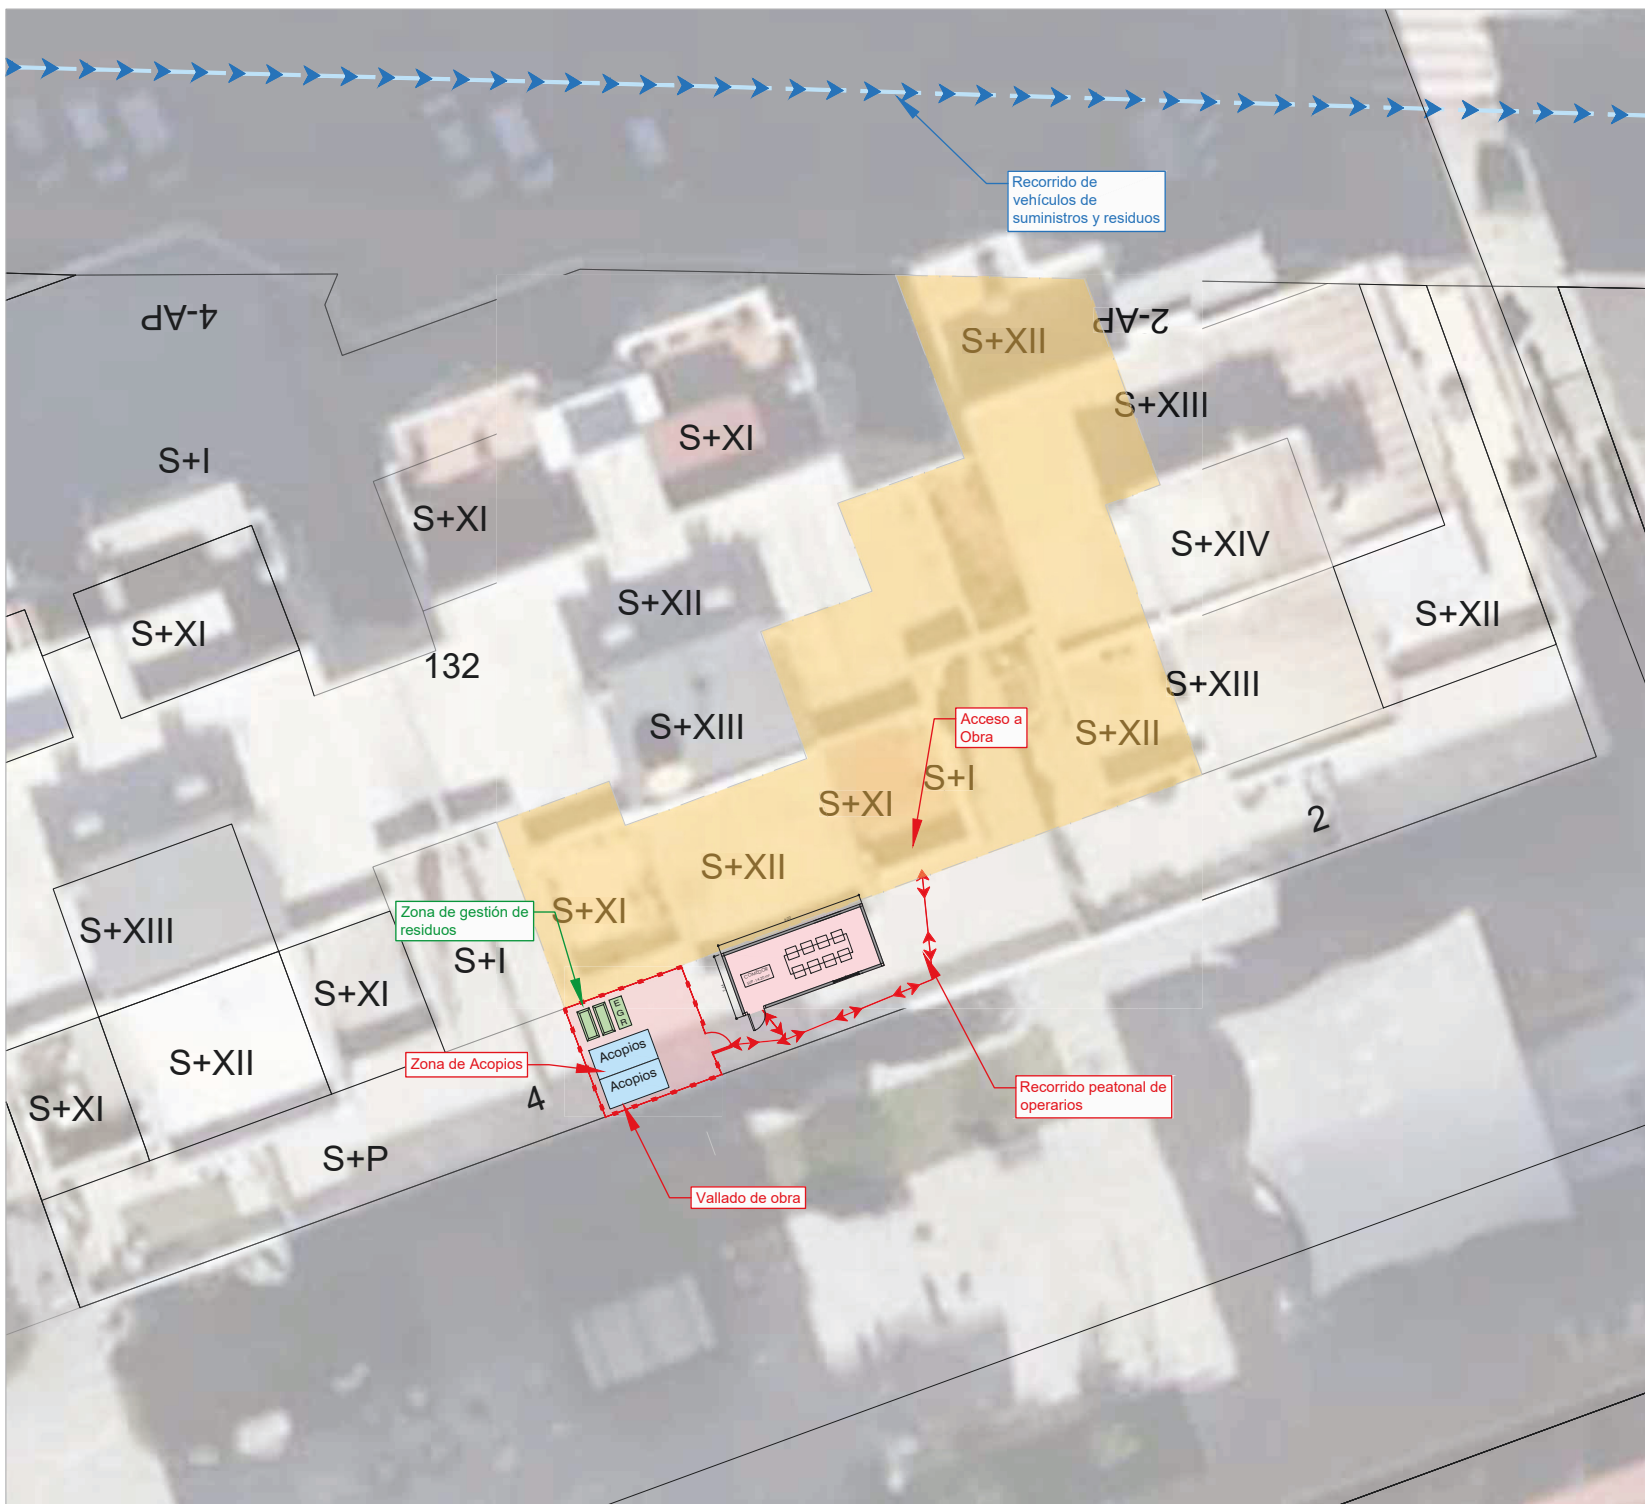 Recorrido de
vehículos de
suministros y residuos
4-AP
2-AP
S+XII
S+XIII
S+XI
S+I
S+XI
S+XIV
S+XII
S+XII
S+XI
132
S+XIII
S+XIII
Acceso a
Obra
S+XII
S+I
S+XI
2
S+XII
S+XI
Zona de gestión de
residuos
S+XIII
S+I
S+XI
COMEDOR
E
G
R
Acopios
Acopios
Zona de Acopios
S+XII
S+XI
4
Recorrido peatonal de
operarios
S+P
Vallado de obra